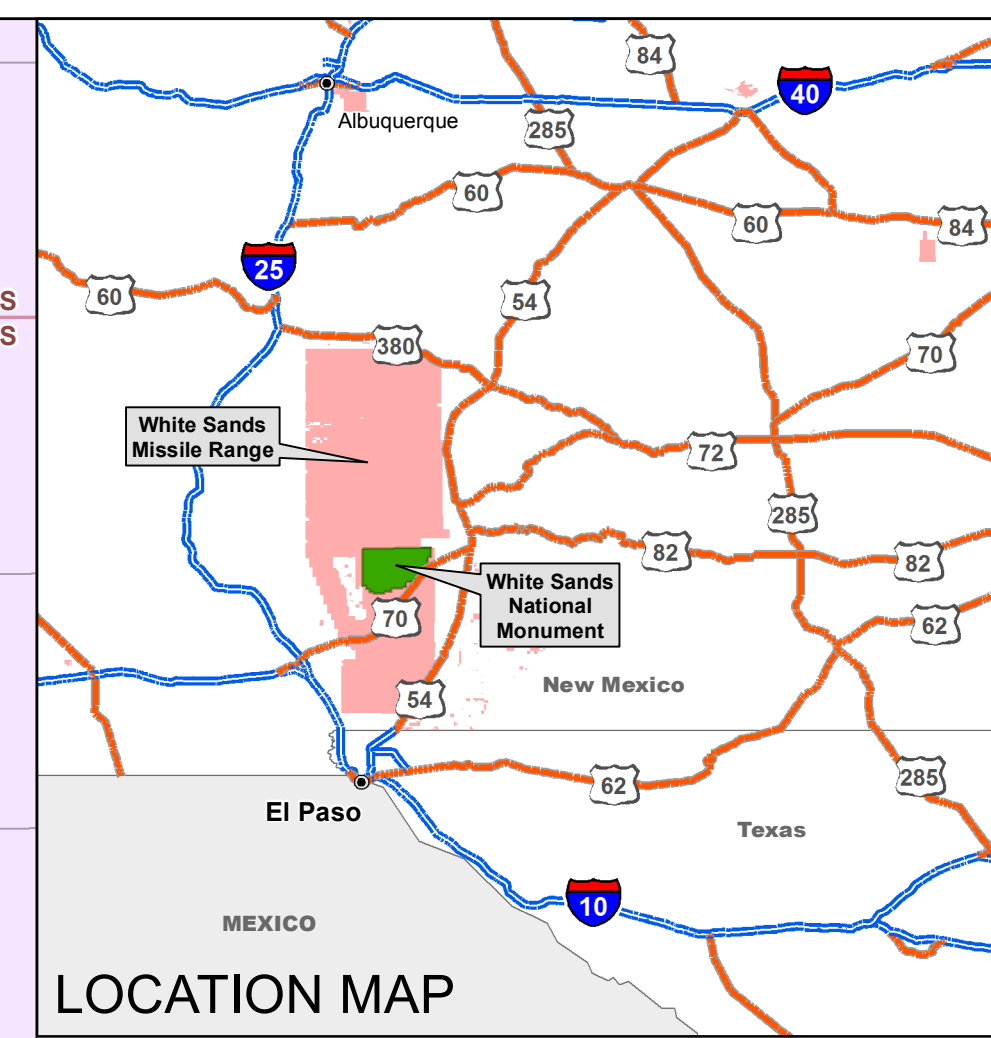 84
40
Albuquerque
285
60
60
84
25
60
S
S
54
380
70
White Sands
Missile Range
72
285
82
82
White Sands
National
Monument
70
62
New Mexico
54
62
285
El Paso
Texas
10
MEXICO
LOCATION MAP